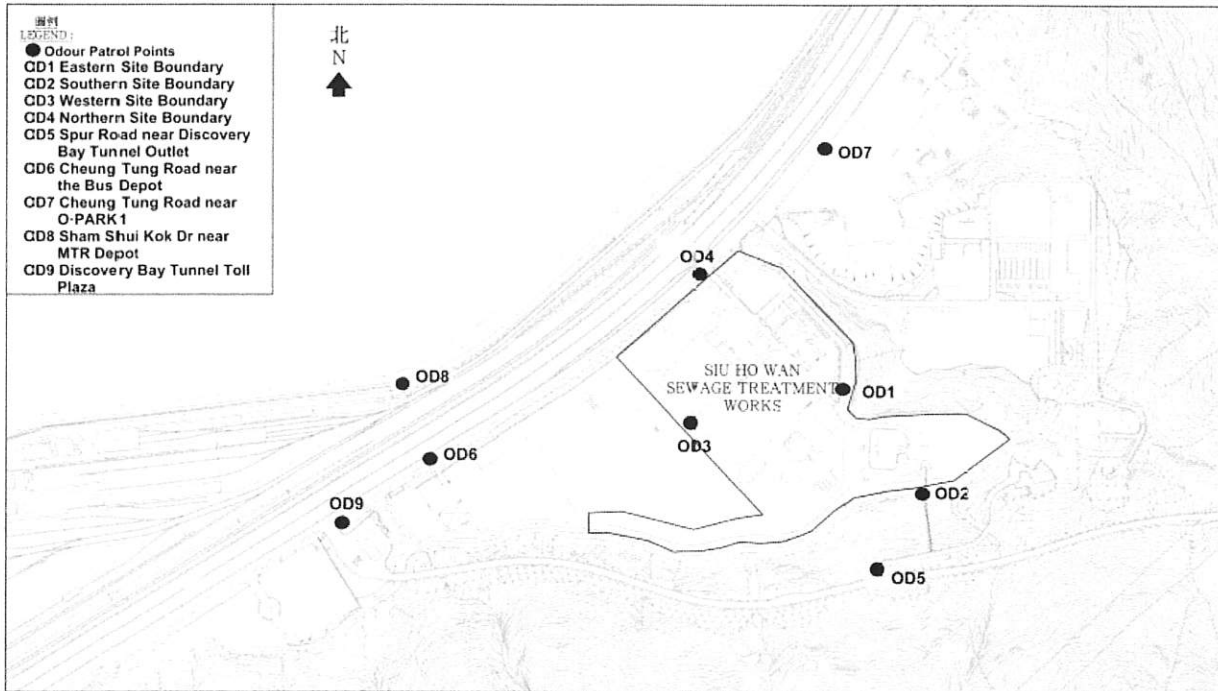 圖例
LEGEND :
Odour Patrol Points
OD1 Eastern Site Boundary
OD2 Southern Site Boundary
OD3 Western Site Boundary
OD4 Northern Site Boundary
OD5 Spur Road near Discovery
Bay Tunnel Outlet
OD6 Cheung Tung Road near
the Bus Depot
OD7 Cheung Tung Road near
O-PARK1
OD8 Sham Shui Kok Dr near
MTR Depot
OD9 Discovery Bay Tunnel Toll
Plaza
北
N
OD7
OD4
SIU HO WAN
SEWAGE TREATMENT
WORKS
OD8
OD1
OD3
OD6
OD2
OD9
OD5